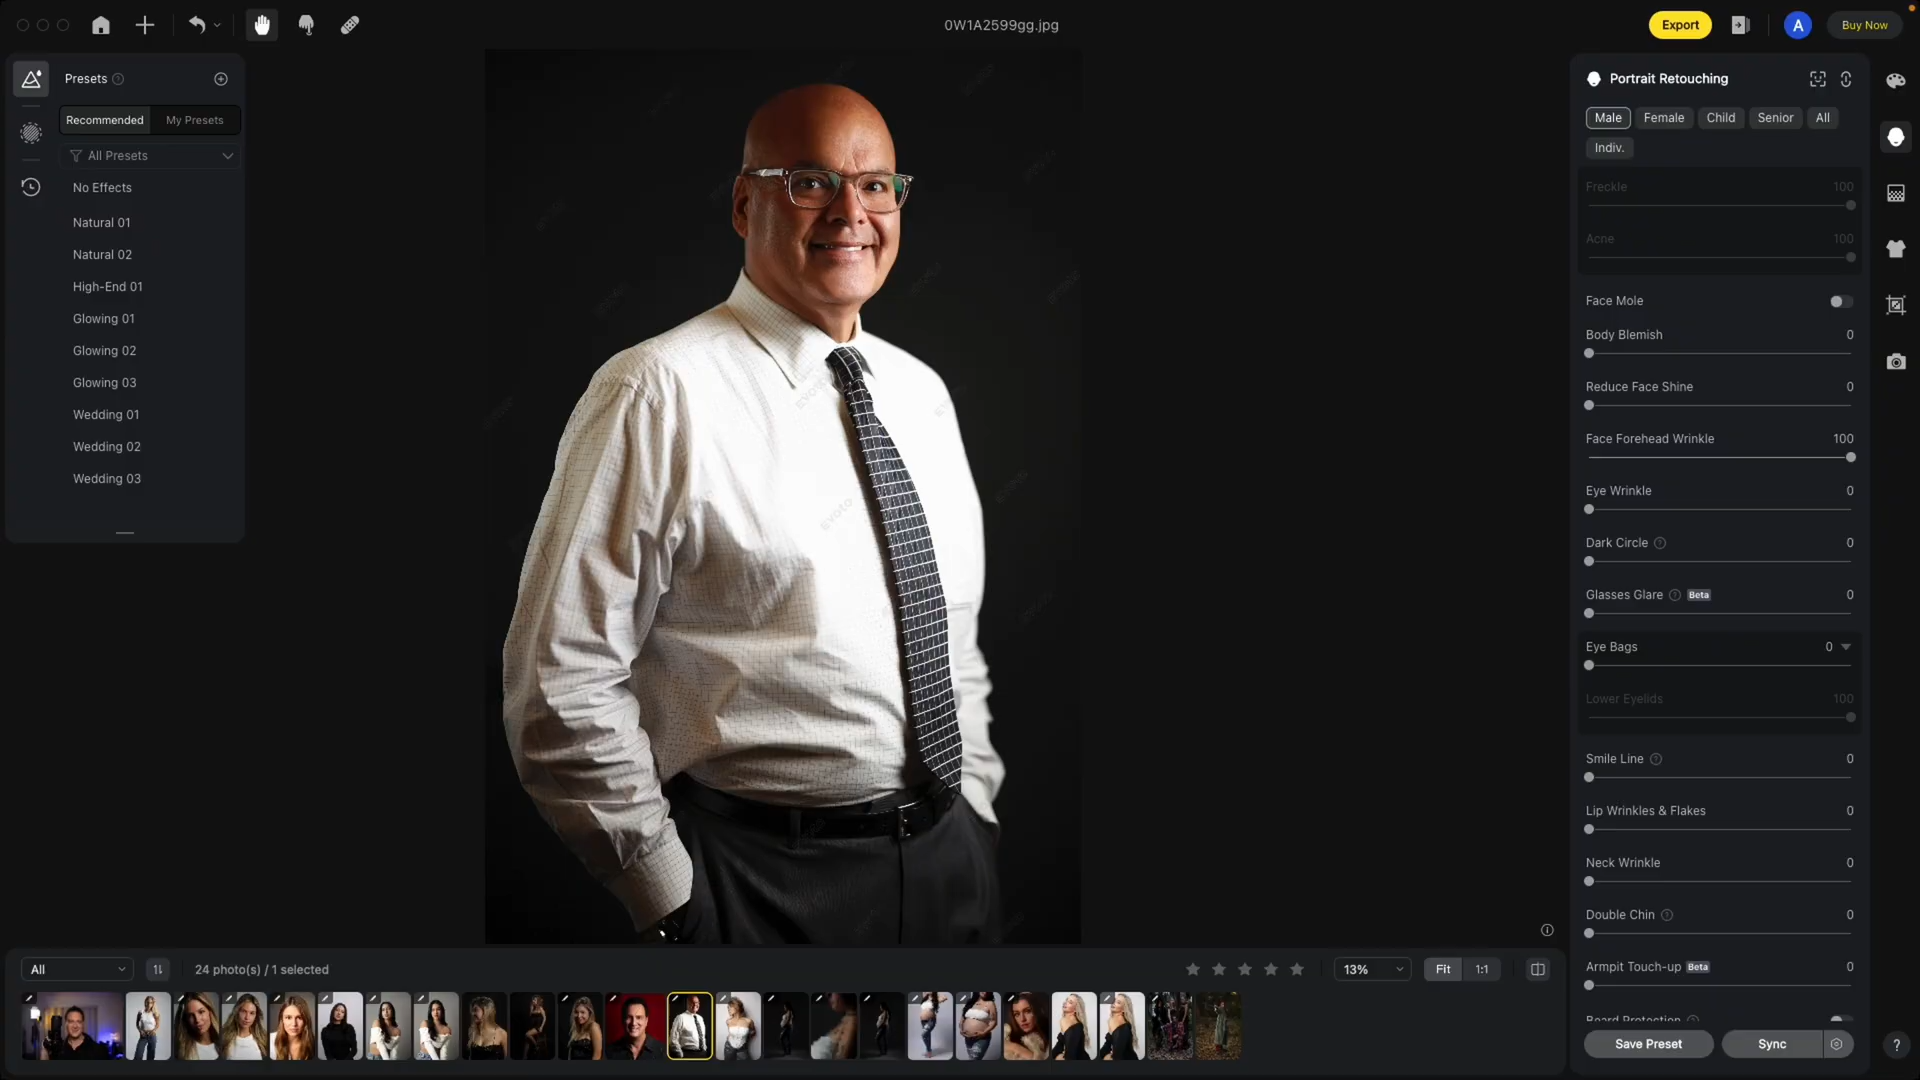 0W1A2599gg.jpg
Export
A
Buy Now
Presets
Recommended
My Presets
All Presets
No Effects
Natural 01
Natural 02
High-End 01
Glowing 01
Glowing 02
Glowing 03
Wedding 01
Wedding 02
Wedding 03
Portrait Retouching
Male
Female
Child
Senior
All
Indiv.
Freckle 100
Acne 100
Face Mole
Body Blemish 0
Reduce Face Shine 0
Face Forehead Wrinkle 100
Eye Wrinkle 0
Dark Circle ? 0
Glasses Glare ? Beta 0
Eye Bags 0
Lower Eyelids 100
Smile Line ? 0
Lip Wrinkles & Flakes 0
Neck Wrinkle 0
Double Chin ? 0
Armpit Touch-up Beta 0
Beard Protection
Save Preset
Sync
?
evoto
All
24 photo(s) / 1 selected
13%
Fit
1:1